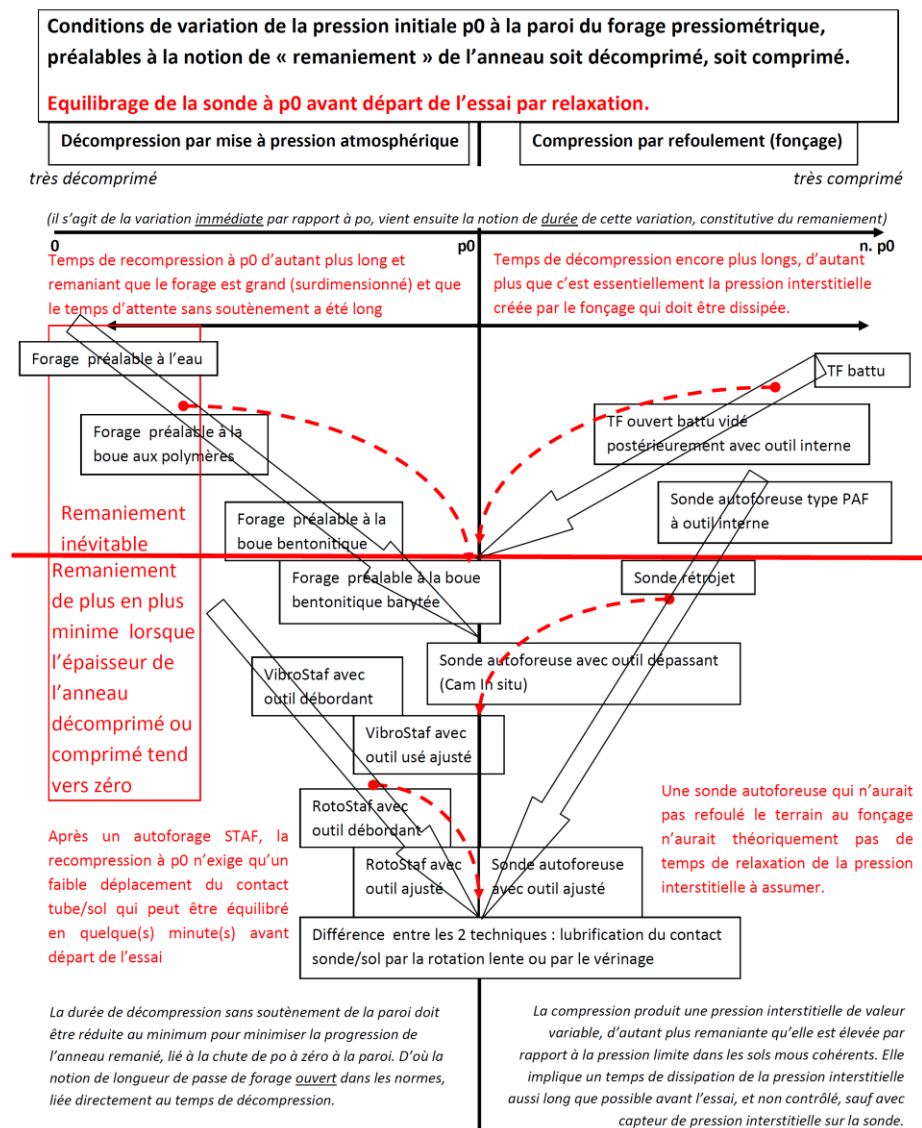 Conditions de variation de la pression initiale p0 à la paroi du forage pressiométrique,
préalables à la notion de « remaniement » de l'anneau soit décomprimé, soit comprimé.
Equilibrage de la sonde à p0 avant départ de l'essai par relaxation.
Décompression par mise à pression atmosphérique
Compression par refoulement (fonçage)
très décomprimé
très comprimé
(il s'agit de la variation immédiate par rapport à po, vient ensuite la notion de durée de cette variation, constitutive du remaniement)
0
p0
n. p0
Temps de recompression à p0 d'autant plus long et
remaniant que le forage est grand (surdimensionné) et que
le temps d'attente sans soutènement a été long
Temps de décompression encore plus longs, d'autant
plus que c'est essentiellement la pression interstitielle
créée par le fonçage qui doit être dissipée.
Forage préalable à l'eau
TF battu
Forage préalable à la
boue aux polymères
TF ouvert battu vidé
postérieurement avec outil interne
Sonde autoforeuse type PAF
à outil interne
Forage préalable à la
boue bentonitique
Remaniement
inévitable
Remaniement
de plus en plus
minime lorsque
l'épaisseur de
l'anneau
décomprimé ou
comprimé tend
vers zéro
Forage préalable à la boue
bentonitique barytée
Sonde rétrojet
Sonde autoforeuse avec outil dépassant
(Cam In situ)
VibroStaf avec
outil débordant
VibroStaf avec
outil usé ajusté
RotoStaf avec
outil débordant
RotoStaf avec
outil ajusté
Sonde autoforeuse
avec outil ajusté
Une sonde autoforeuse qui n'aurait
pas refoulé le terrain au fonçage
n'aurait théoriquement pas de
temps de relaxation de la pression
interstitielle à assumer.
Après un autoforage STAF, la
recompression à p0 n'exige qu'un
faible déplacement du contact
tube/sol qui peut être équilibré
en quelque(s) minute(s) avant
départ de l'essai
Différence entre les 2 techniques : lubrification du contact
sonde/sol par la rotation lente ou par le vérinage
La durée de décompression sans soutènement de la paroi doit
être réduite au minimum pour minimiser la progression de
l'anneau remanié, lié à la chute de po à zéro à la paroi. D'où la
notion de longueur de passe de forage ouvert dans les normes,
liée directement au temps de décompression.
La compression produit une pression interstitielle de valeur
variable, d'autant plus remaniante qu'elle est élevée par
rapport à la pression limite dans les sols mous cohérents. Elle
implique un temps de dissipation de la pression interstitielle
aussi long que possible avant l'essai, et non contrôlé, sauf avec
capteur de pression interstitielle sur la sonde.